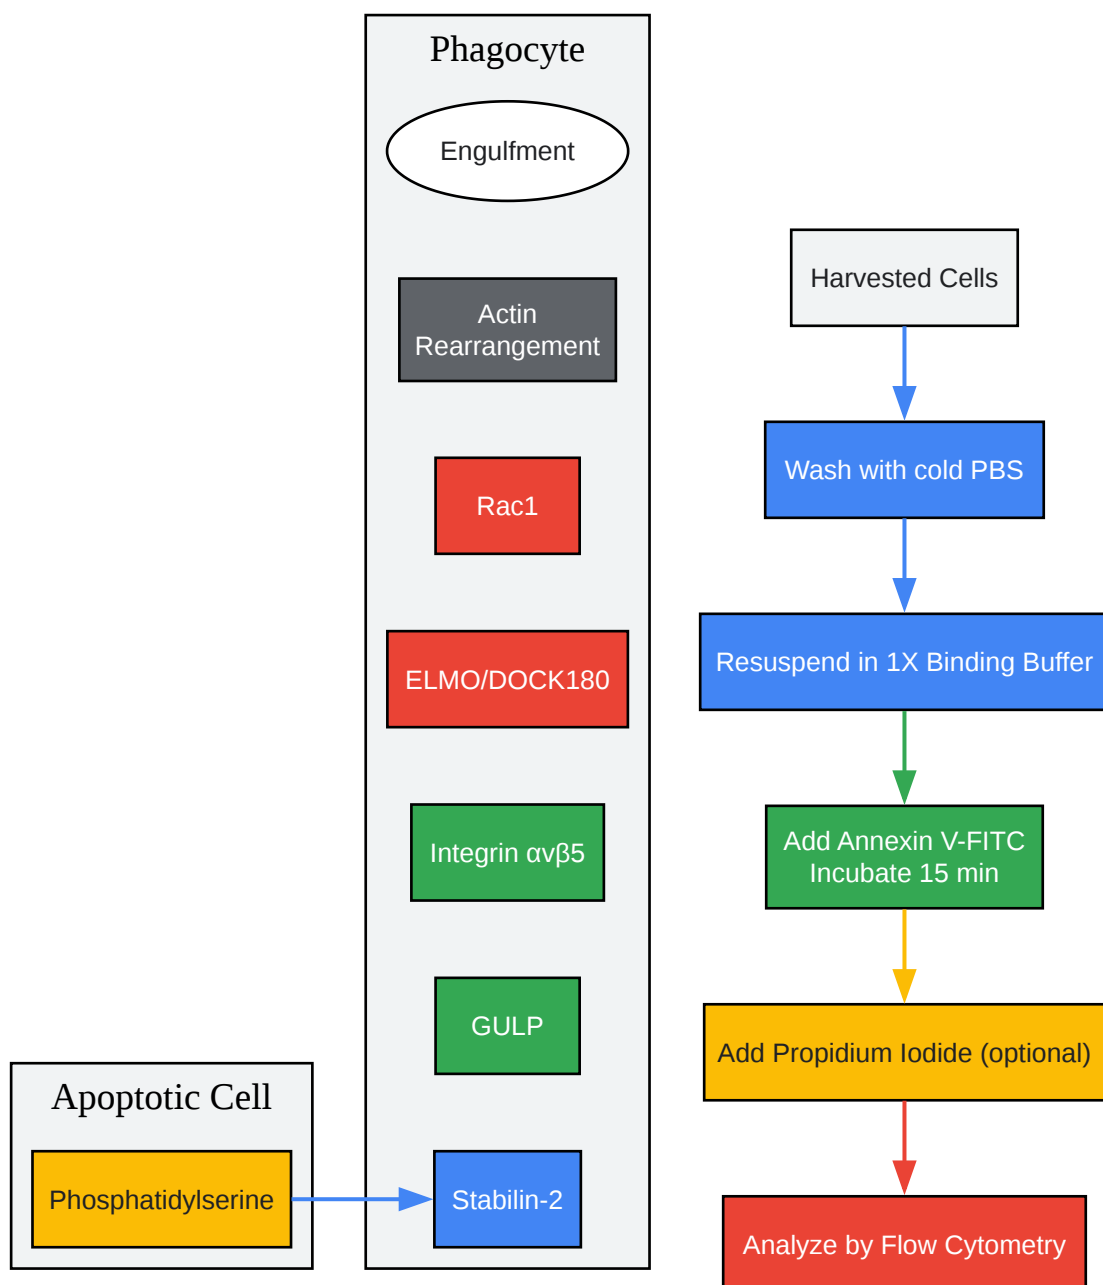 Phagocyte
Engulfment
Actin
Rearrangement
Rac1
ELMO/DOCK180
Integrin αvβ5
GULP
Stabilin-2
Apoptotic Cell
Phosphatidylserine
Harvested Cells
Wash with cold PBS
Resuspend in 1X Binding Buffer
Add Annexin V-FITC
Incubate 15 min
Add Propidium Iodide (optional)
Analyze by Flow Cytometry